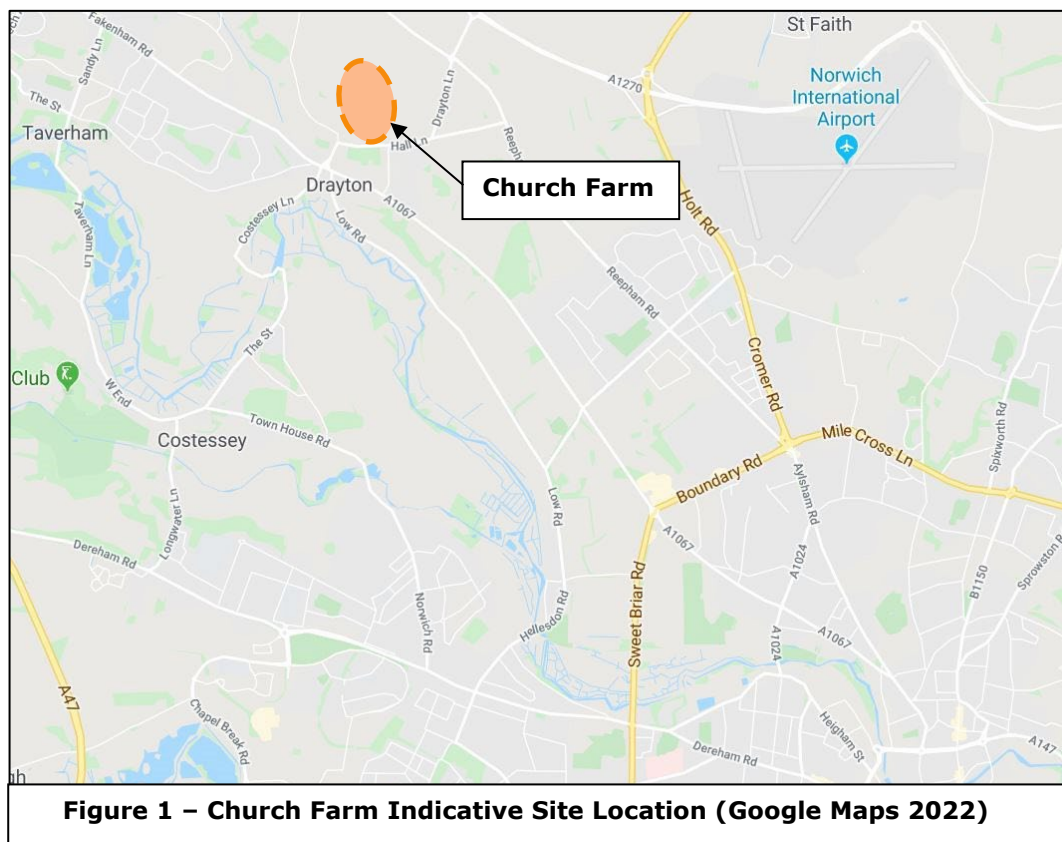 St Faith
Fakenham Rd
Sandy Ln
The St
Taverham
Drayton Ln
A1270
Norwich
International
Airport
Hall Ln
Church Farm
Drayton
A1067
Costessey Ln
Low Rd
Holt Rd
Taverham Ln
Reepham Rd
The St
Club
W End
Town House Rd
Costessey
Cromer Rd
Mile Cross Ln
Spixworth Rd
Boundary Rd
Aylsham Rd
Longwater Ln
Low Rd
Dereham Rd
A1067
A1024
B1150
Sweet Briar Rd
Norwich Rd
Hellesdon Rd
A1067
A1024
A47
Chapel Break Rd
Heigham St
Dereham Rd
A147
Figure 1 – Church Farm Indicative Site Location (Google Maps 2022)